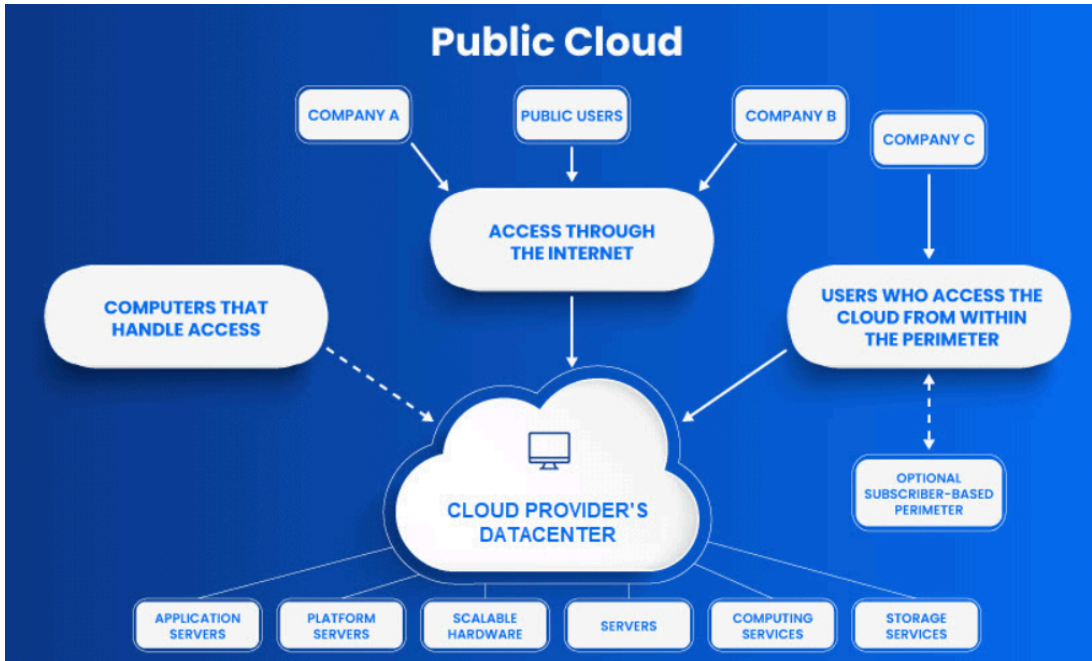 Public Cloud
COMPANY A
PUBLIC USERS
COMPANY B
COMPANY C
ACCESS THROUGH
THE INTERNET
COMPUTERS THAT
HANDLE ACCESS
USERS WHO ACCESS THE
CLOUD FROM WITHIN
THE PERIMETER
CLOUD PROVIDER'S
DATACENTER
OPTIONAL
SUBSCRIBER-BASED
PERIMETER
APPLICATION
SERVERS
PLATFORM
SERVERS
SCALABLE
HARDWARE
SERVERS
COMPUTING
SERVICES
STORAGE
SERVICES